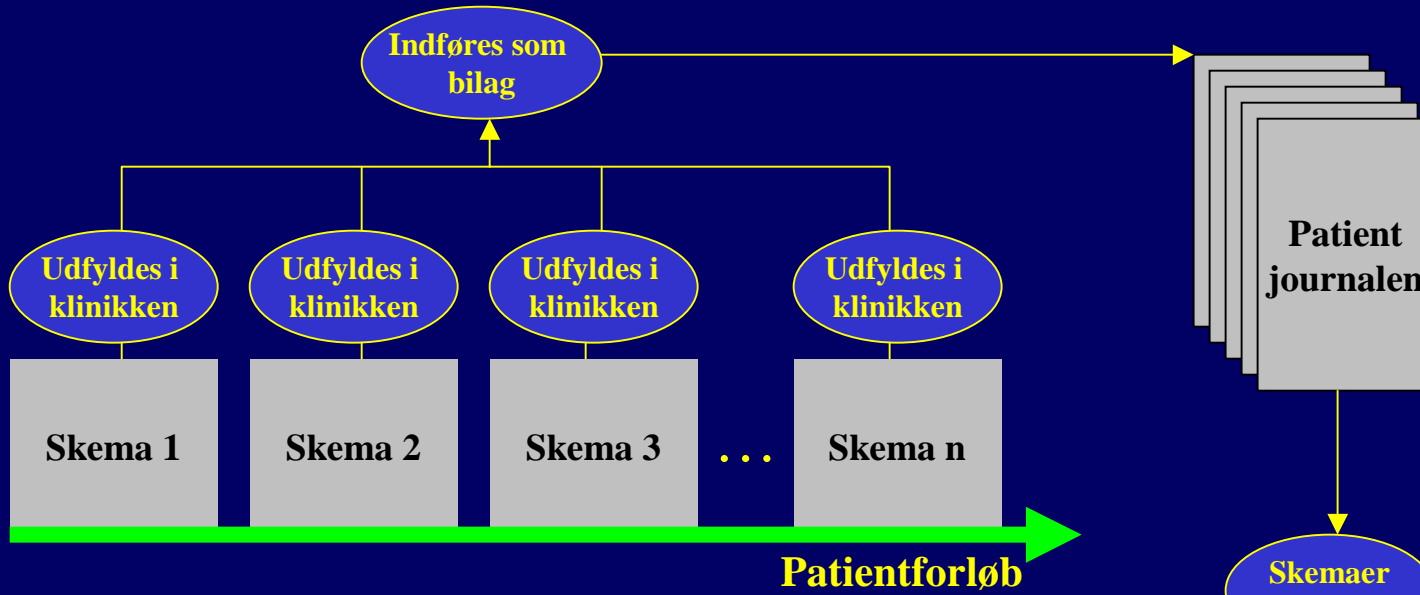 Indføres som
bilag
Udfyldes i
klinikken
Udfyldes i
klinikken
Udfyldes i
klinikken
Udfyldes i
klinikken
Patient
journalen
Skema 1
Skema 2
Skema 3
. . .
Skema n
Patientforløb
Skemaer